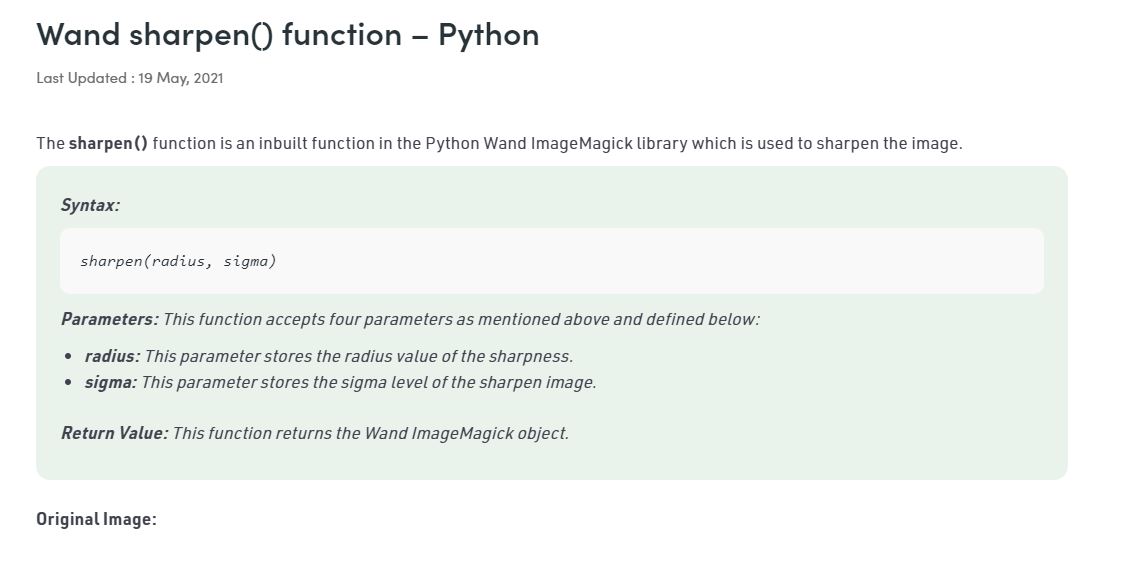 Wand sharpen() function – Python
Last Updated : 19 May, 2021
The sharpen() function is an inbuilt function in the Python Wand ImageMagick library which is used to sharpen the image.
Syntax:
sharpen(radius, sigma)
Parameters: This function accepts four parameters as mentioned above and defined below:
• radius: This parameter stores the radius value of the sharpness.
• sigma: This parameter stores the sigma level of the sharpen image.
Return Value: This function returns the Wand ImageMagick object.
Original Image: